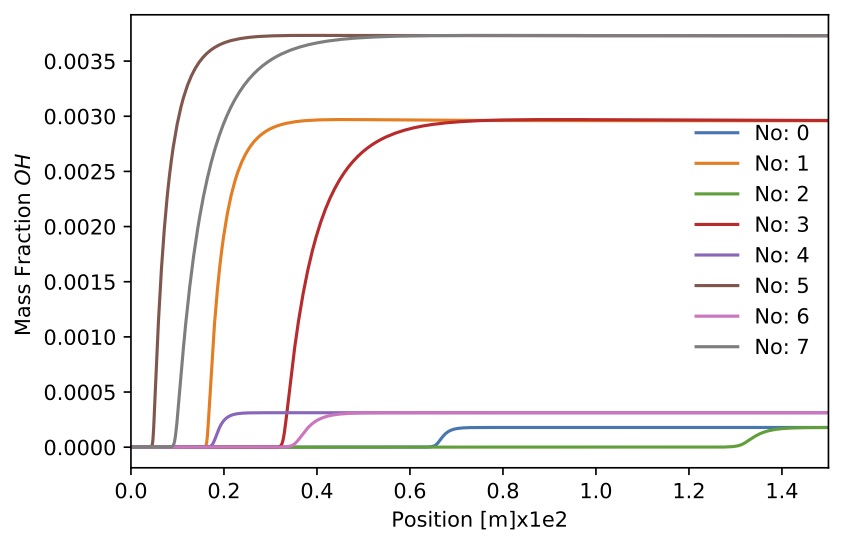 0.0035
0.0030
0.0025
0.0020
0.0015
0.0010
0.0005
0.0000
Mass Fraction OH
No: 0
No: 1
No: 2
No: 3
No: 4
No: 5
No: 6
No: 7
0.0 0.2 0.4 0.6 0.8 1.0 1.2 1.4
Position [m]x1e2